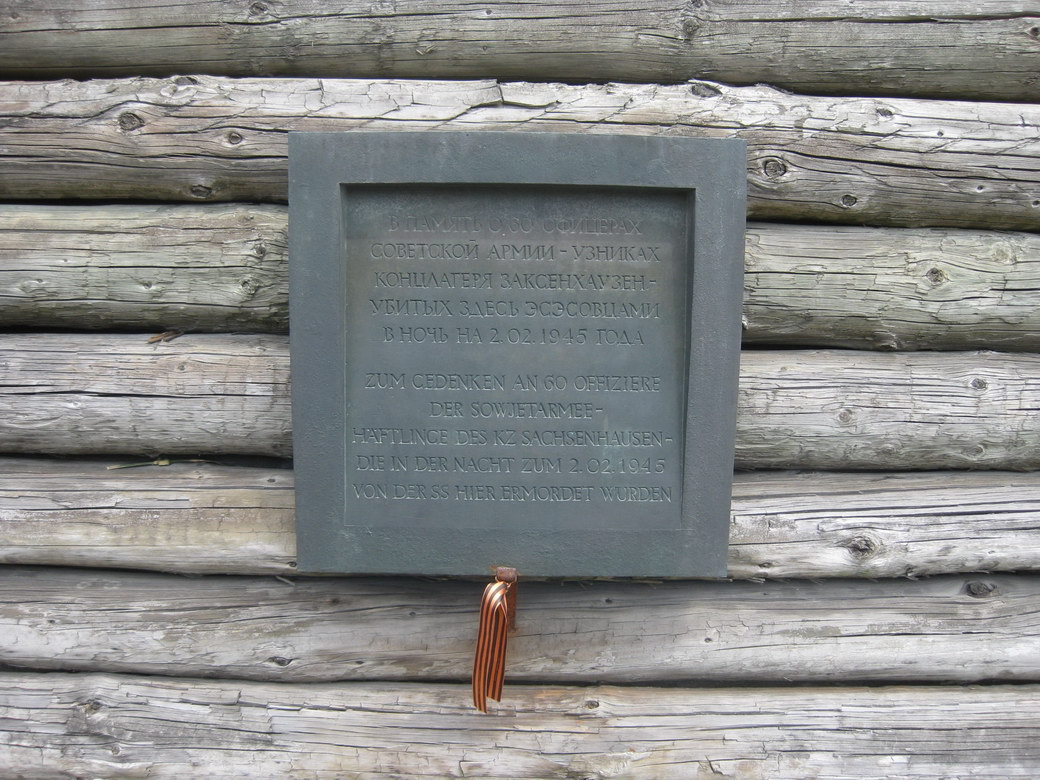 В ПАМЯТЬ О 60 ОФИЦЕРАХ
СОВЕТСКОЙ АРМИИ - УЗНИКАХ
КОНЦЛАГЕРЯ ЗАКСЕНХАУЗЕН -
УБИТЫХ ЗДЕСЬ ЭСЭСОВЦАМИ
В НОЧЬ НА 2.02.1945 ГОДА
ZUM GEDENKEN AN 60 OFFIZIERE
DER SOWJETARMEE -
HÄFTLINGE DES KZ SACHSENHAUSEN -
DIE IN DER NACHT ZUM 2.02.1945
VON DER SS HIER ERMORDET WURDEN